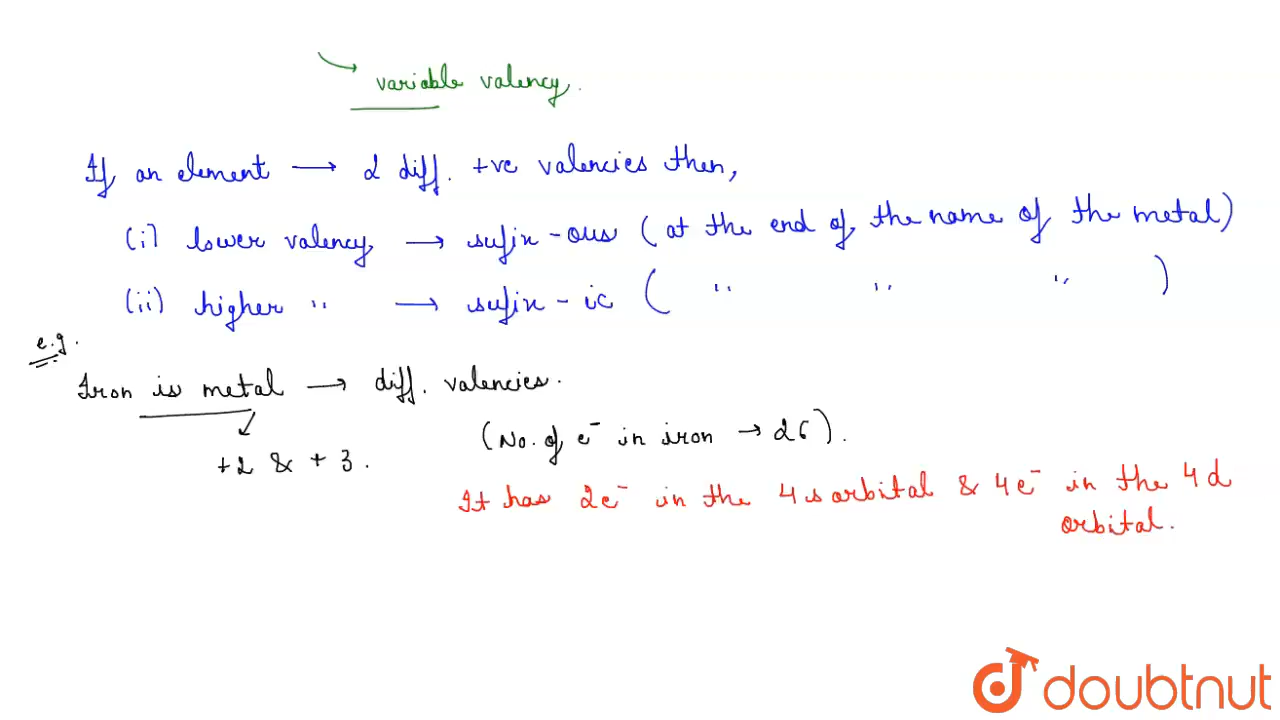 variable valency.
If an element → 2 diff. +ve valencies then,
(i) lower valency → sufix - ous (at the end of the name of the metal)
(ii) higher " → sufix - ic ( " " " )
e.g.
Iron is metal → diff. valencies.
(No. of e⁻ in iron → 26).
+2 & +3.
It has 2e⁻ in the 4s orbital & 4e⁻ in the 4d
orbital.
doubtnut